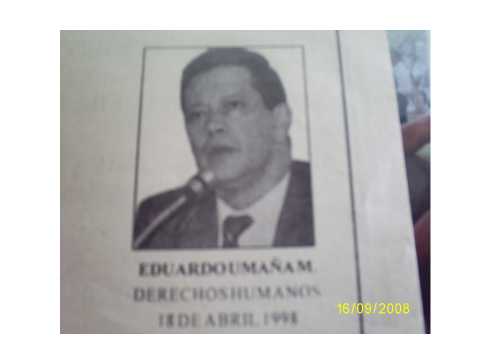 EDUARDO UMAÑA M.
DERECHOS HUMANOS
18 DE ABRIL 1998
16/09/2008